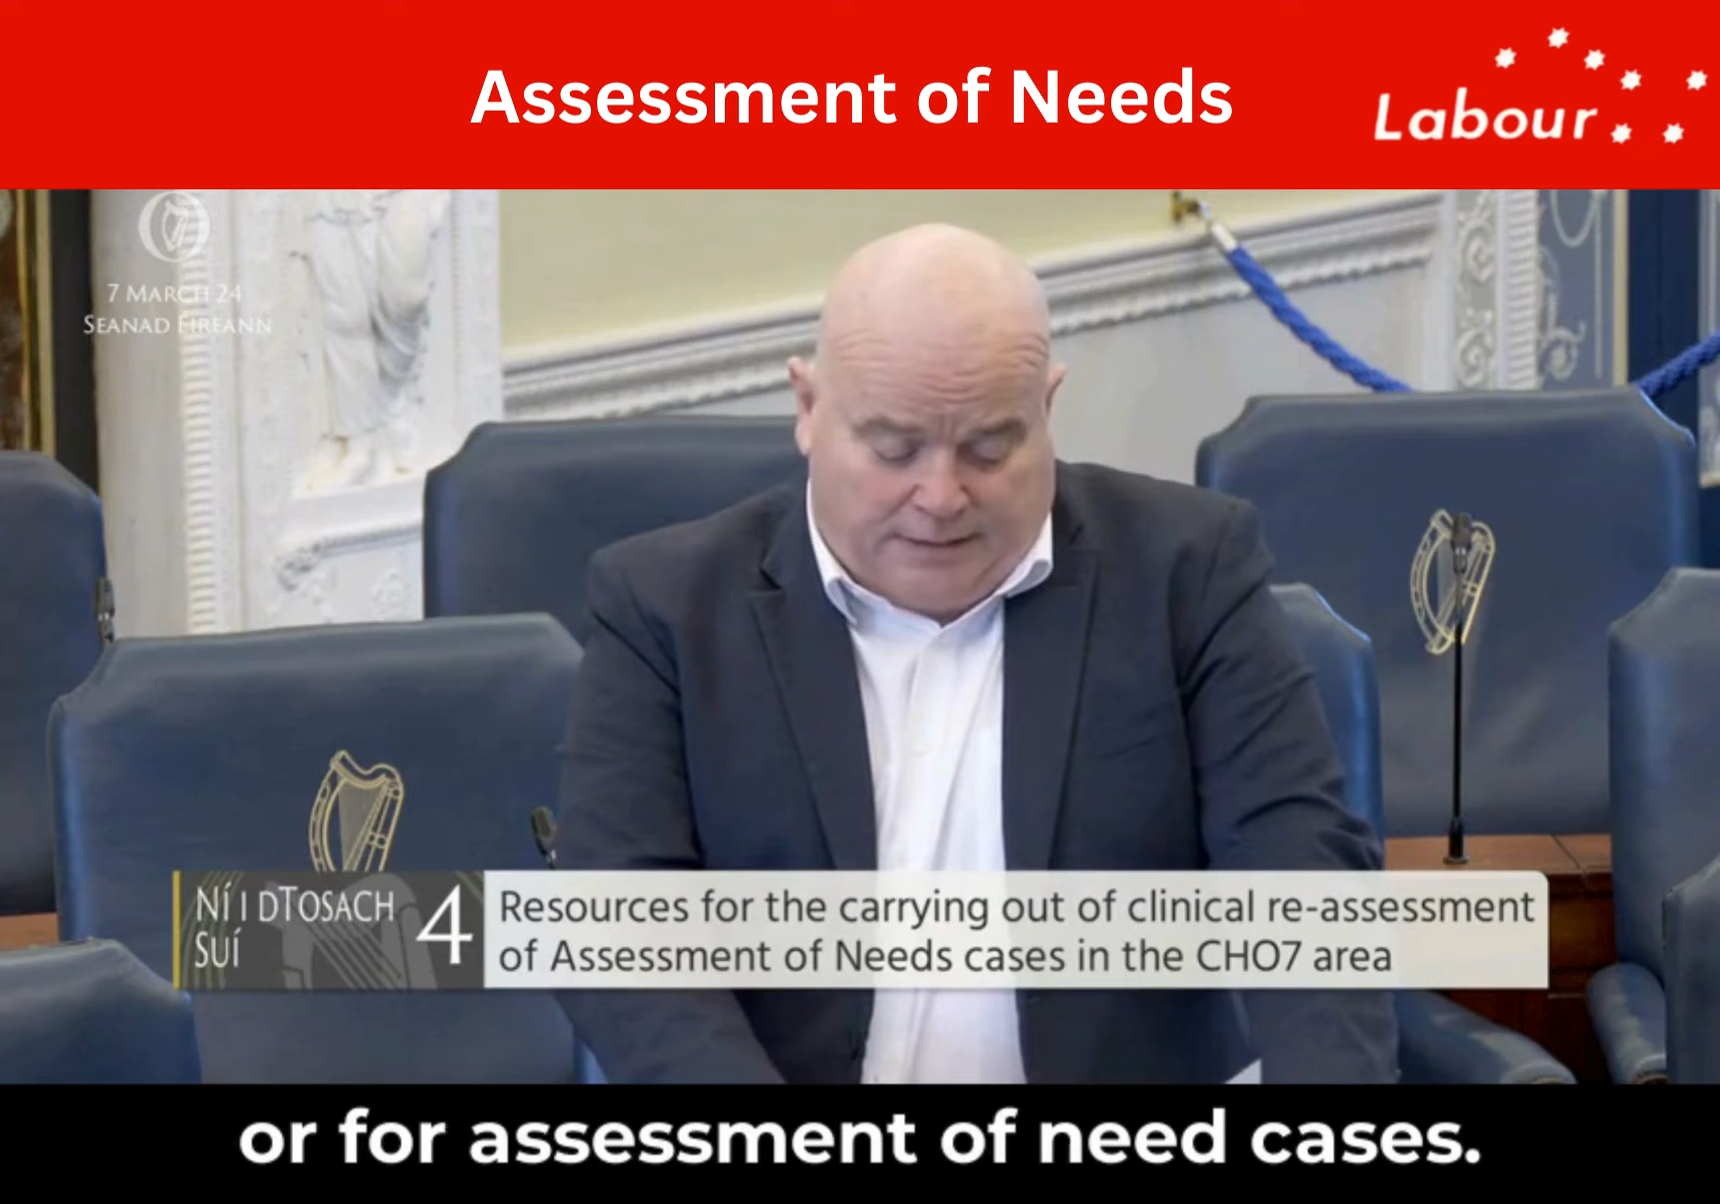 Assessment of Needs
Labour
7 MARCH 24
SEANAD ÉIREANN
NÍ I DTOSACH
SUÍ
4
Resources for the carrying out of clinical re-assessment
of Assessment of Needs cases in the CHO7 area
or for assessment of need cases.